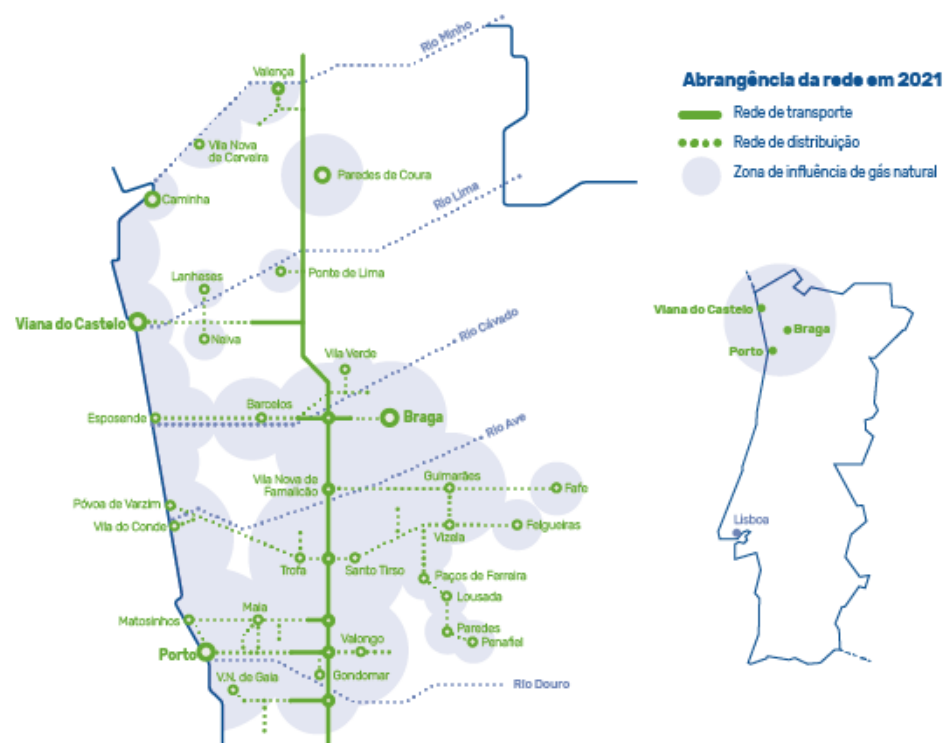 Rio Minho
Abrangência da rede em 2021
Valença
Rede de transporte
Rede de distribuição
Vila Nova
de Cerveira
Zona de influência de gás natural
Paredes de Coura
Caminha
Rio Lima
Lanheses
Ponte de Lima
Viana do Castelo
Neiva
Rio Cávado
Vila Verde
Viana do Castelo
Braga
Porto
Esposende
Barcelos
Braga
Rio Ave
Vila Nova de
Famalicão
Guimarães
Fafe
Póvoa de Varzim
Vila do Conde
Vizela
Felgueiras
Lisboa
Trofa
Santo Tirso
Paços de Ferreira
Lousada
Matosinhos
Maia
Paredes
Penafiel
Porto
Valongo
V.N. de Gaia
Gondomar
Rio Douro